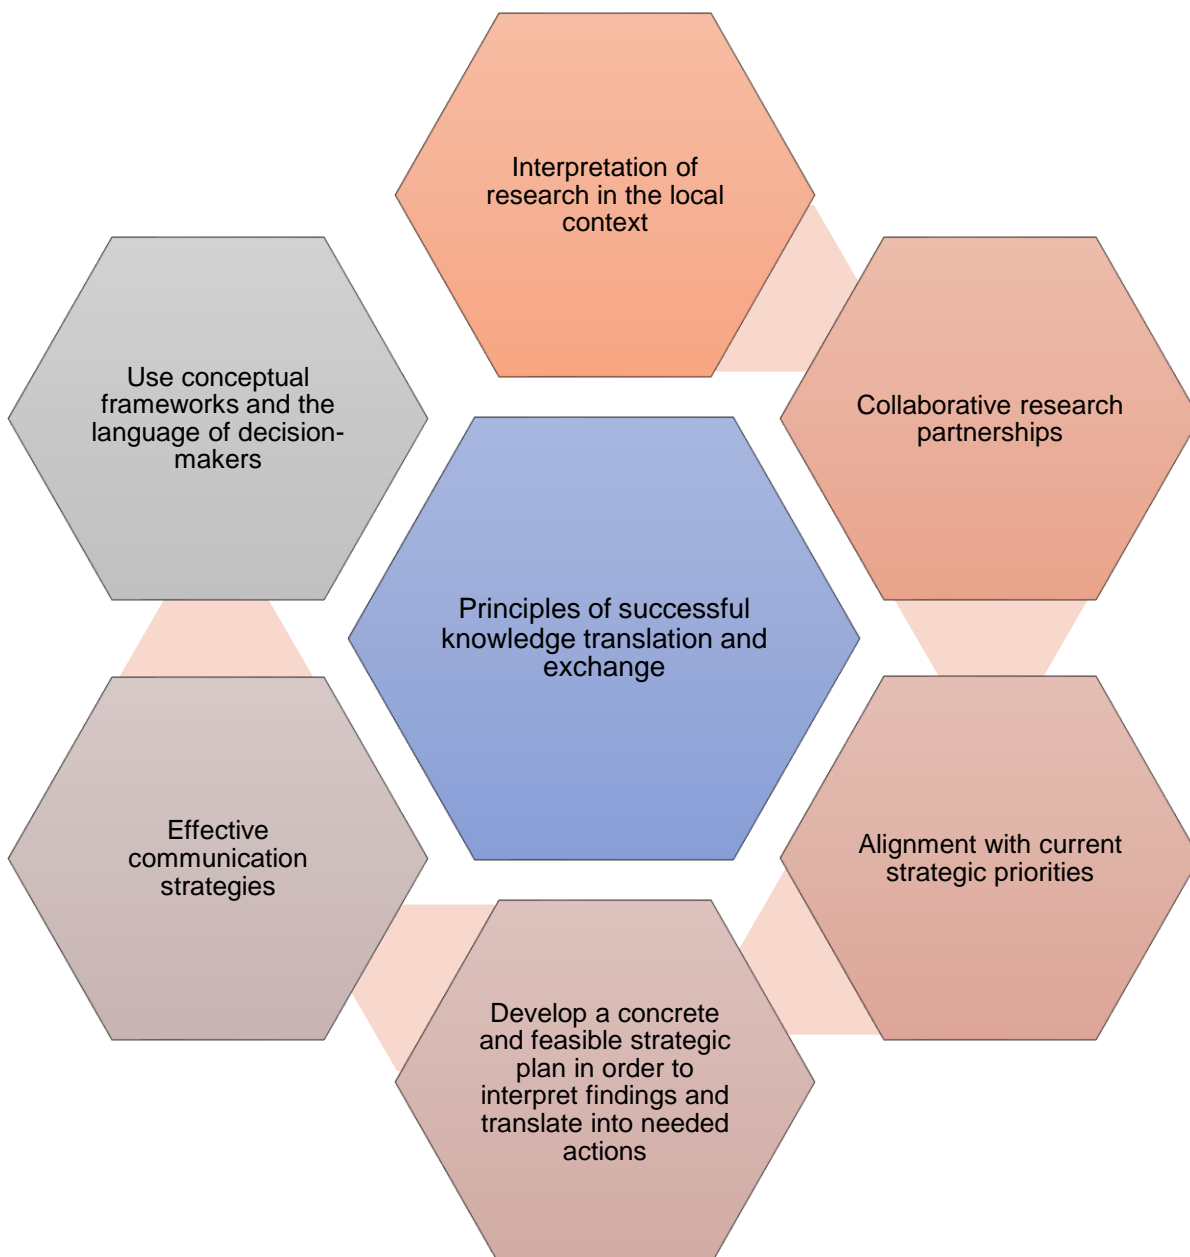 Interpretation of
research in the local
context
Use conceptual
frameworks and the
language of decision-
makers
Collaborative research
partnerships
Principles of successful
knowledge translation and
exchange
Effective
communication
strategies
Alignment with current
strategic priorities
Develop a concrete
and feasible strategic
plan in order to
interpret findings and
translate into needed
actions